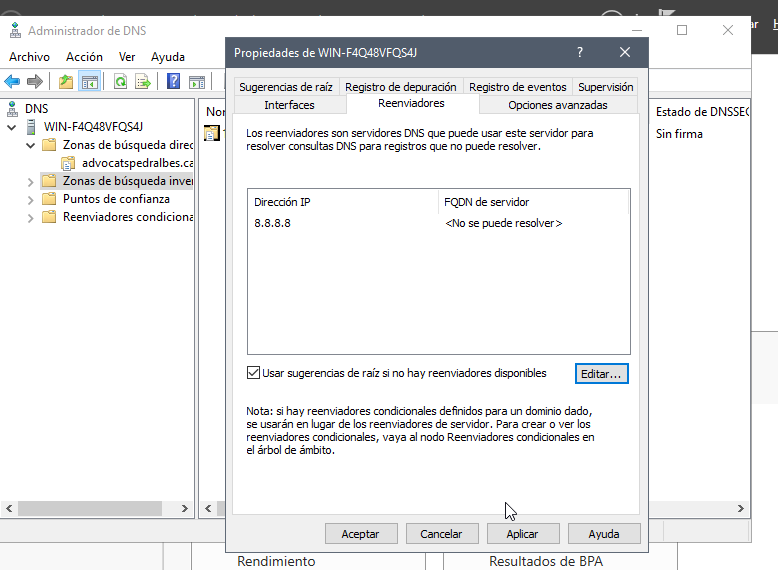 Administrador de DNS
Archivo Acción Ver Ayuda
DNS
WIN-F4Q48VFQS4J
Zonas de búsqueda direc
advocatspedralbes.ca
Zonas de búsqueda inver
Puntos de confianza
Reenviadores condiciona
Estado de DNSSEC
Sin firma
Propiedades de WIN-F4Q48VFQS4J
Sugerencias de raíz Registro de depuración Registro de eventos Supervisión
Interfaces Reenviadores Opciones avanzadas
Los reenviadores son servidores DNS que puede usar este servidor para
resolver consultas DNS para registros que no puede resolver.
Dirección IP FQDN de servidor
8.8.8.8 <No se puede resolver>
Usar sugerencias de raíz si no hay reenviadores disponibles
Editar...
Nota: si hay reenviadores condicionales definidos para un dominio dado,
se usarán en lugar de los reenviadores de servidor. Para crear o ver los
reenviadores condicionales, vaya al nodo Reenviadores condicionales en
el árbol de ámbito.
Aceptar Cancelar Aplicar Ayuda
Rendimiento Resultados de BPA